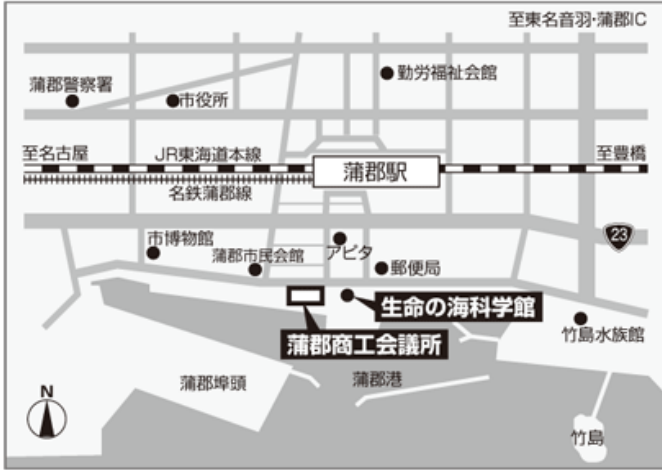 至東名音羽・蒲郡IC
勤労福祉会館
蒲郡警察署
市役所
至名古屋
JR東海道本線
蒲郡駅
至豊橋
名鉄蒲郡線
23
市博物館
蒲郡市民会館
アピタ
郵便局
生命の海科学館
蒲郡商工会議所
竹島水族館
蒲郡埠頭
蒲郡港
N
竹島